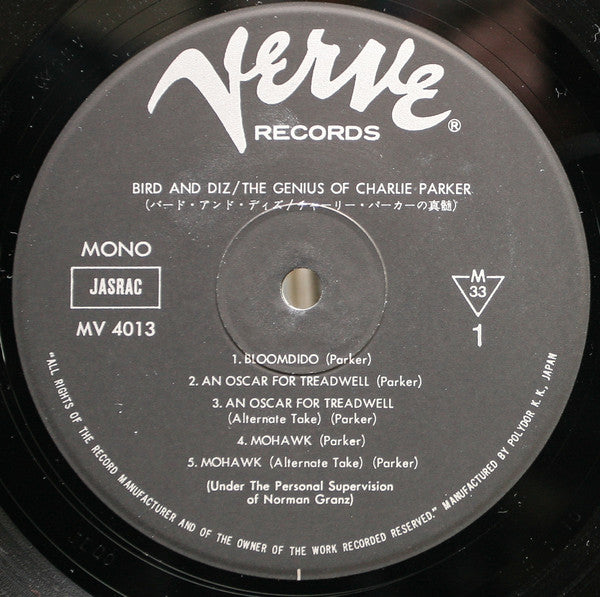 Verve
RECORDS ®
BIRD AND DIZ/THE GENIUS OF CHARLIE PARKER
(バード・アンド・ディズ/チャーリー・パーカーの真髄)
MONO
JASRAC
MV 4013
M
33
1
1. BLOOMDIDO (Parker)
2. AN OSCAR FOR TREADWELL (Parker)
3. AN OSCAR FOR TREADWELL
(Alternate Take) (Parker)
4. MOHAWK (Parker)
5. MOHAWK (Alternate Take) (Parker)
(Under The Personal Supervision
of Norman Granz)
"ALL RIGHTS OF THE RECORD MANUFACTURER AND OF THE OWNER OF THE WORK RECORDED RESERVED." MANUFACTURED BY POLYDOR K. K., JAPAN